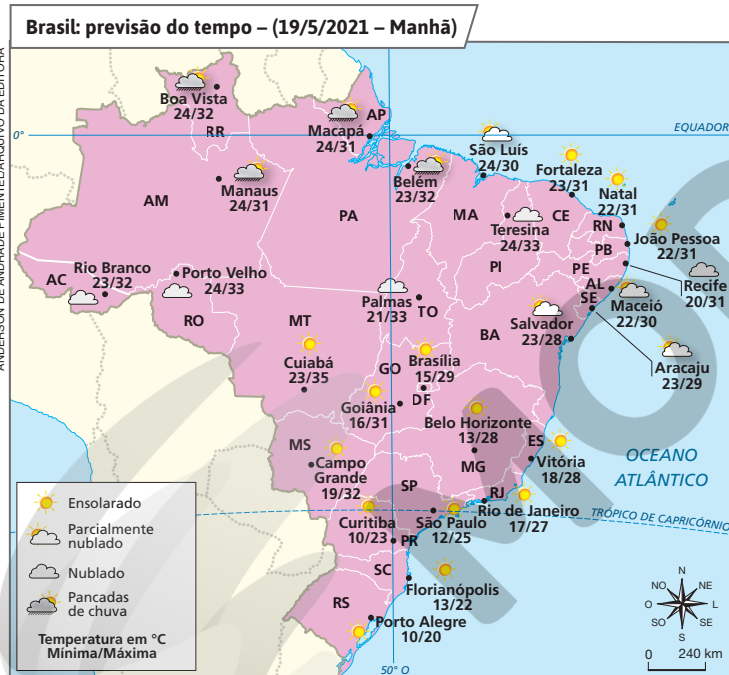 Brasil: previsão do tempo – (19/5/2021 – Manhã)
ANDERSON DE ANDRADE PIMENTEL/ARQUIVO DA EDITORA
Boa Vista
24/32
RR
AP
Macapá
24/31
0°
EQUADOR
São Luís
24/30
Fortaleza
23/31
Natal
22/31
Manaus
24/31
Belém
23/32
AM
PA
MA
CE
Teresina
24/33
RN
PB
João Pessoa
22/31
PI
PE
AC
Rio Branco
23/32
Porto Velho
24/33
RO
MT
Palmas
21/33
TO
AL
SE
Recife
20/31
Maceió
22/30
BA
Salvador
23/28
Aracaju
23/29
Cuiabá
23/35
GO
Brasília
15/29
DF
Goiânia
16/31
Belo Horizonte
13/28
MG
ES
Vitória
18/28
OCEANO
ATLÂNTICO
MS
Campo
Grande
19/32
SP
RJ
Rio de Janeiro
17/27
TRÓPICO DE CAPRICÓRNIO
Curitiba
10/23
São Paulo
12/25
PR
SC
Florianópolis
13/22
RS
Porto Alegre
10/20
50° O
Ensolarado
Parcialmente
nublado
Nublado
Pancadas
de chuva
Temperatura em °C
Mínima/Máxima
N
NO
NE
O
L
SO
SE
S
0
240 km